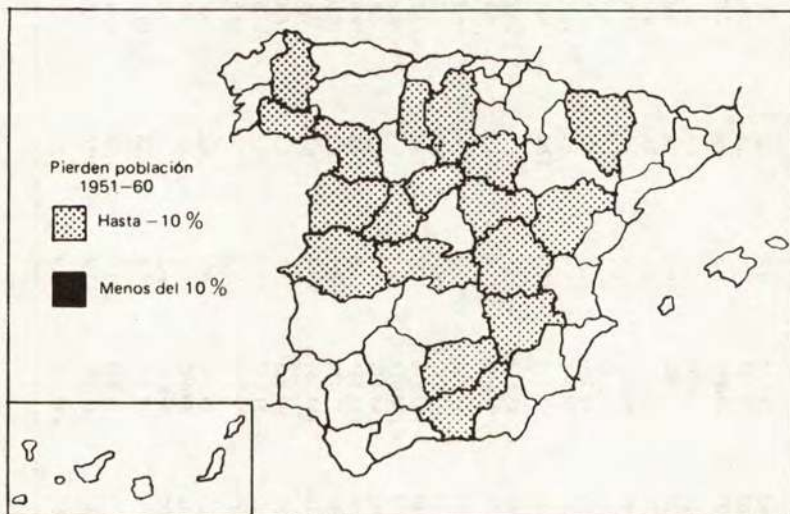 Pierden población
1951—60
Hasta — 10 %
Menos del 10 %